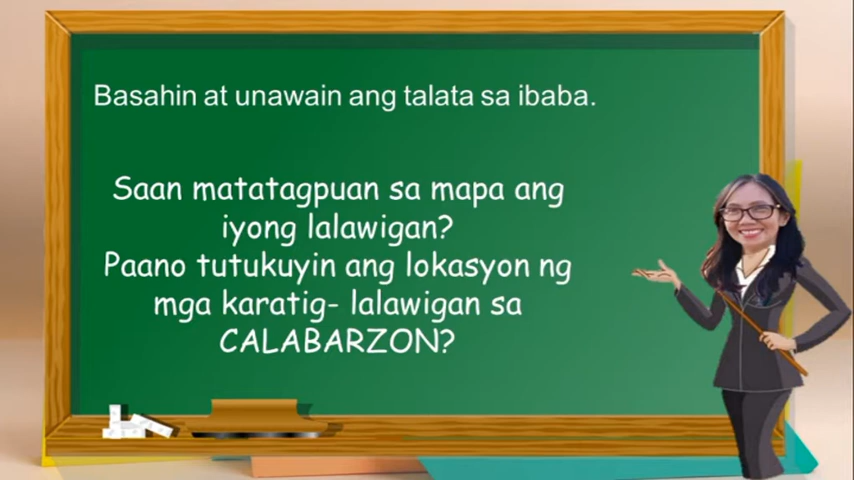 Basahin at unawain ang talata sa ibaba.
Saan matatagpuan sa mapa ang
iyong lalawigan?
Paano tutukuyin ang lokasyon ng
mga karatig- lalawigan sa
CALABARZON?